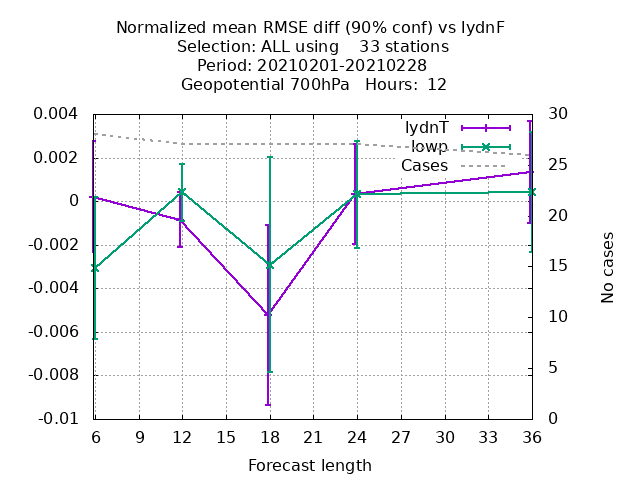 Normalized mean RMSE diff (90% conf) vs IydnF
Selection: ALL using    33 stations
Period: 20210201-20210228
Geopotential 700hPa   Hours:  12
IydnT
Iowp
Cases
0.004
0.002
0
-0.002
-0.004
-0.006
-0.008
-0.01
30
25
20
15
10
5
0
No cases
6 9 12 15 18 21 24 27 30 33 36
Forecast length